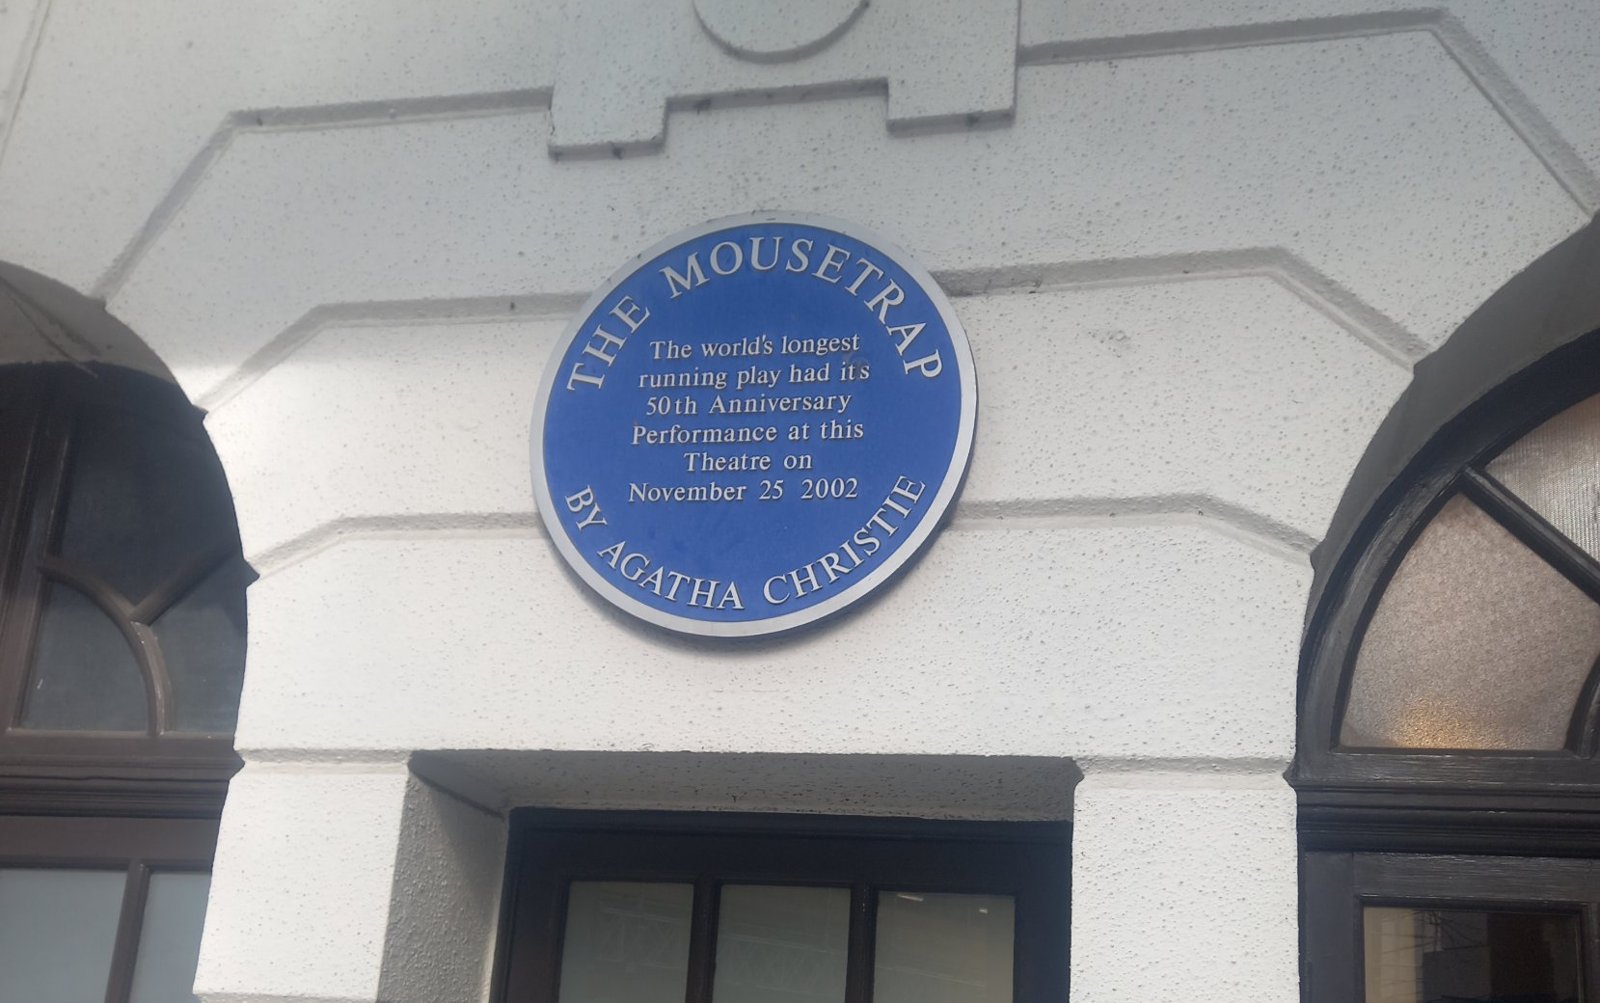 THE MOUSETRAP
The world's longest
running play had its
50th Anniversary
Performance at this
Theatre on
November 25 2002
BY AGATHA CHRISTIE